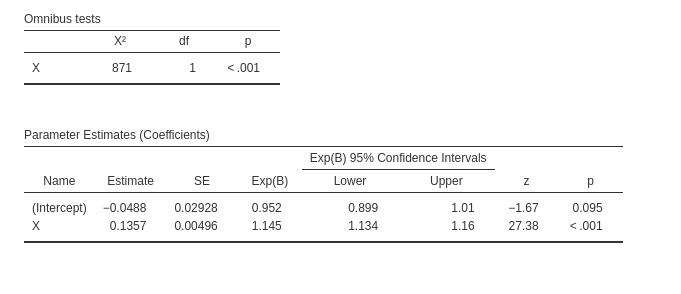 Omnibus tests
X² df p
X 871 1 < .001
Parameter Estimates (Coefficients)
Exp(B) 95% Confidence Intervals
Name Estimate SE Exp(B) Lower Upper z p
(Intercept) −0.0488 0.02928 0.952 0.899 1.01 −1.67 0.095
X 0.1357 0.00496 1.145 1.134 1.16 27.38 < .001